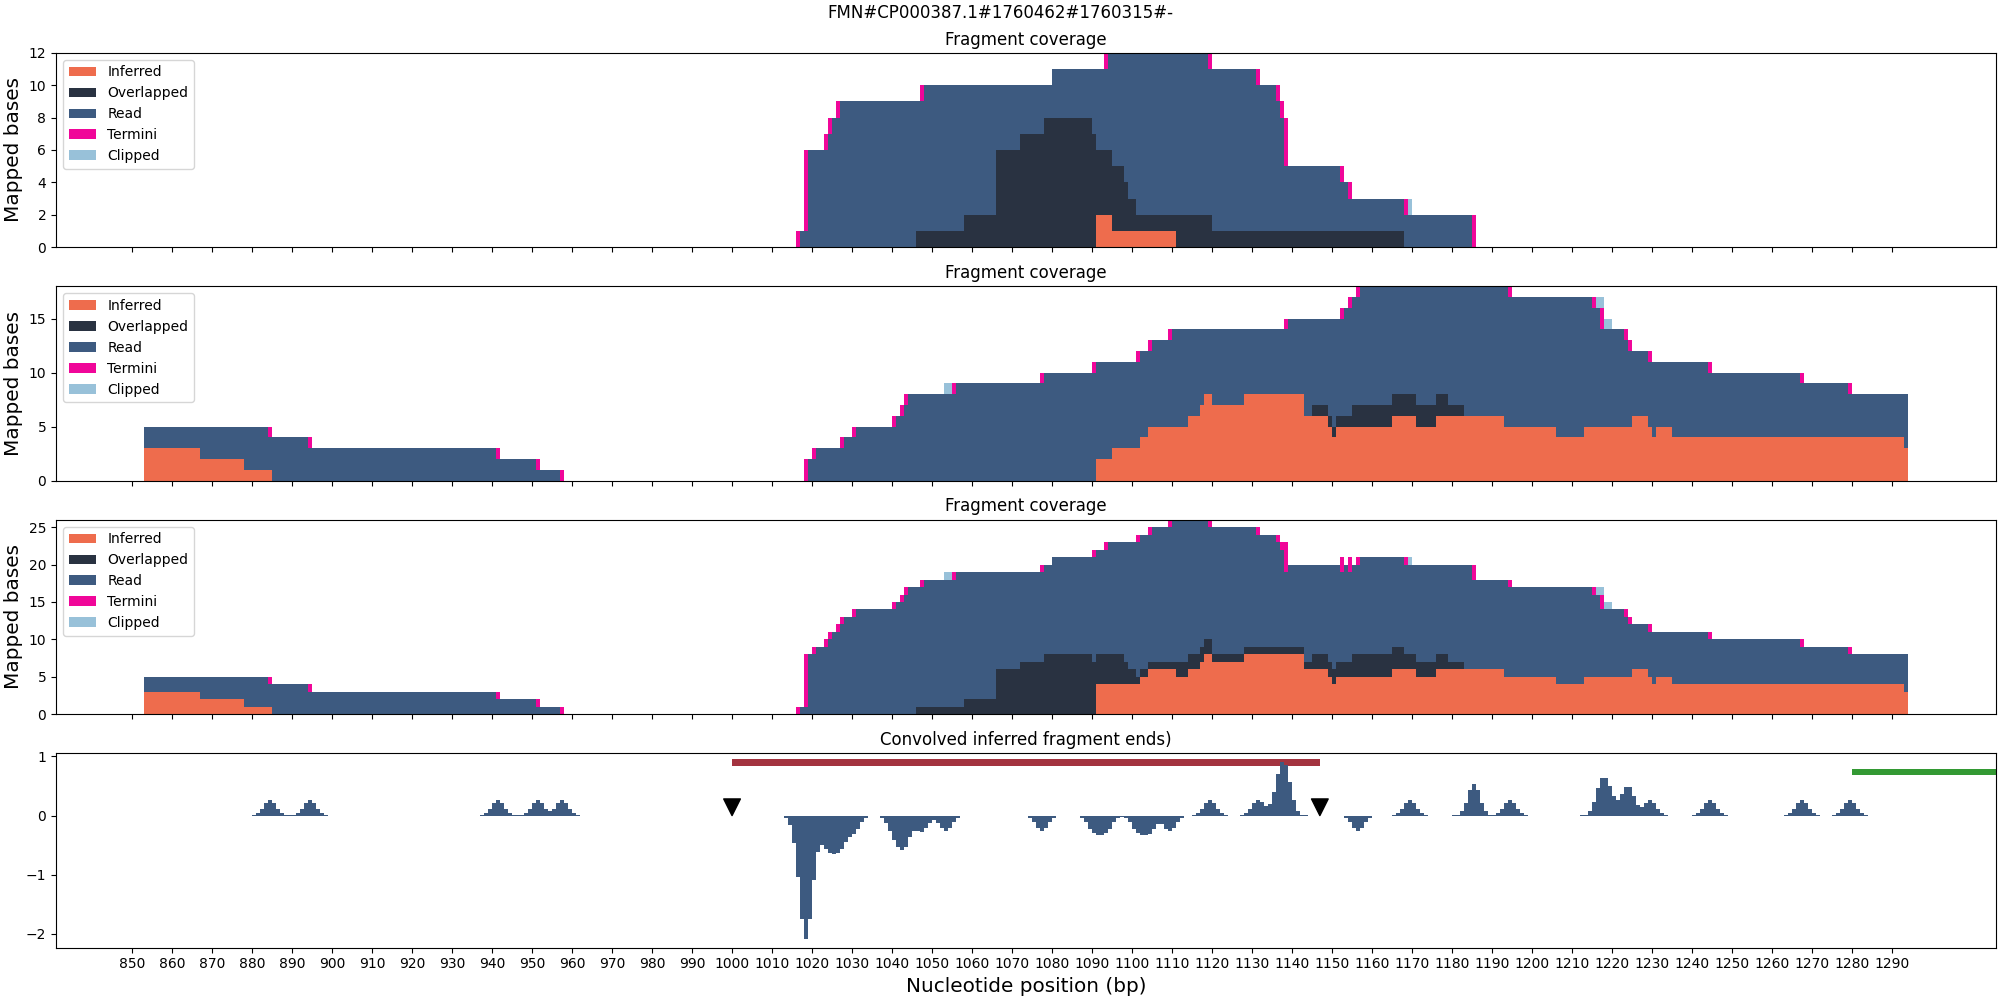 FMN#CP000387.1#1760462#1760315#-
Fragment coverage
Mapped bases
12
10
8
6
4
2
0
Inferred
Overlapped
Read
Termini
Clipped
Fragment coverage
Mapped bases
15
10
5
0
Inferred
Overlapped
Read
Termini
Clipped
Fragment coverage
Mapped bases
25
20
15
10
5
0
Inferred
Overlapped
Read
Termini
Clipped
Convolved inferred fragment ends)
1
0
−1
−2
850 860 870 880 890 900 910 920 930 940 950 960 970 980 990 1000 1010 1020 1030 1040 1050 1060 1070 1080 1090 1100 1110 1120 1130 1140 1150 1160 1170 1180 1190 1200 1210 1220 1230 1240 1250 1260 1270 1280 1290
Nucleotide position (bp)